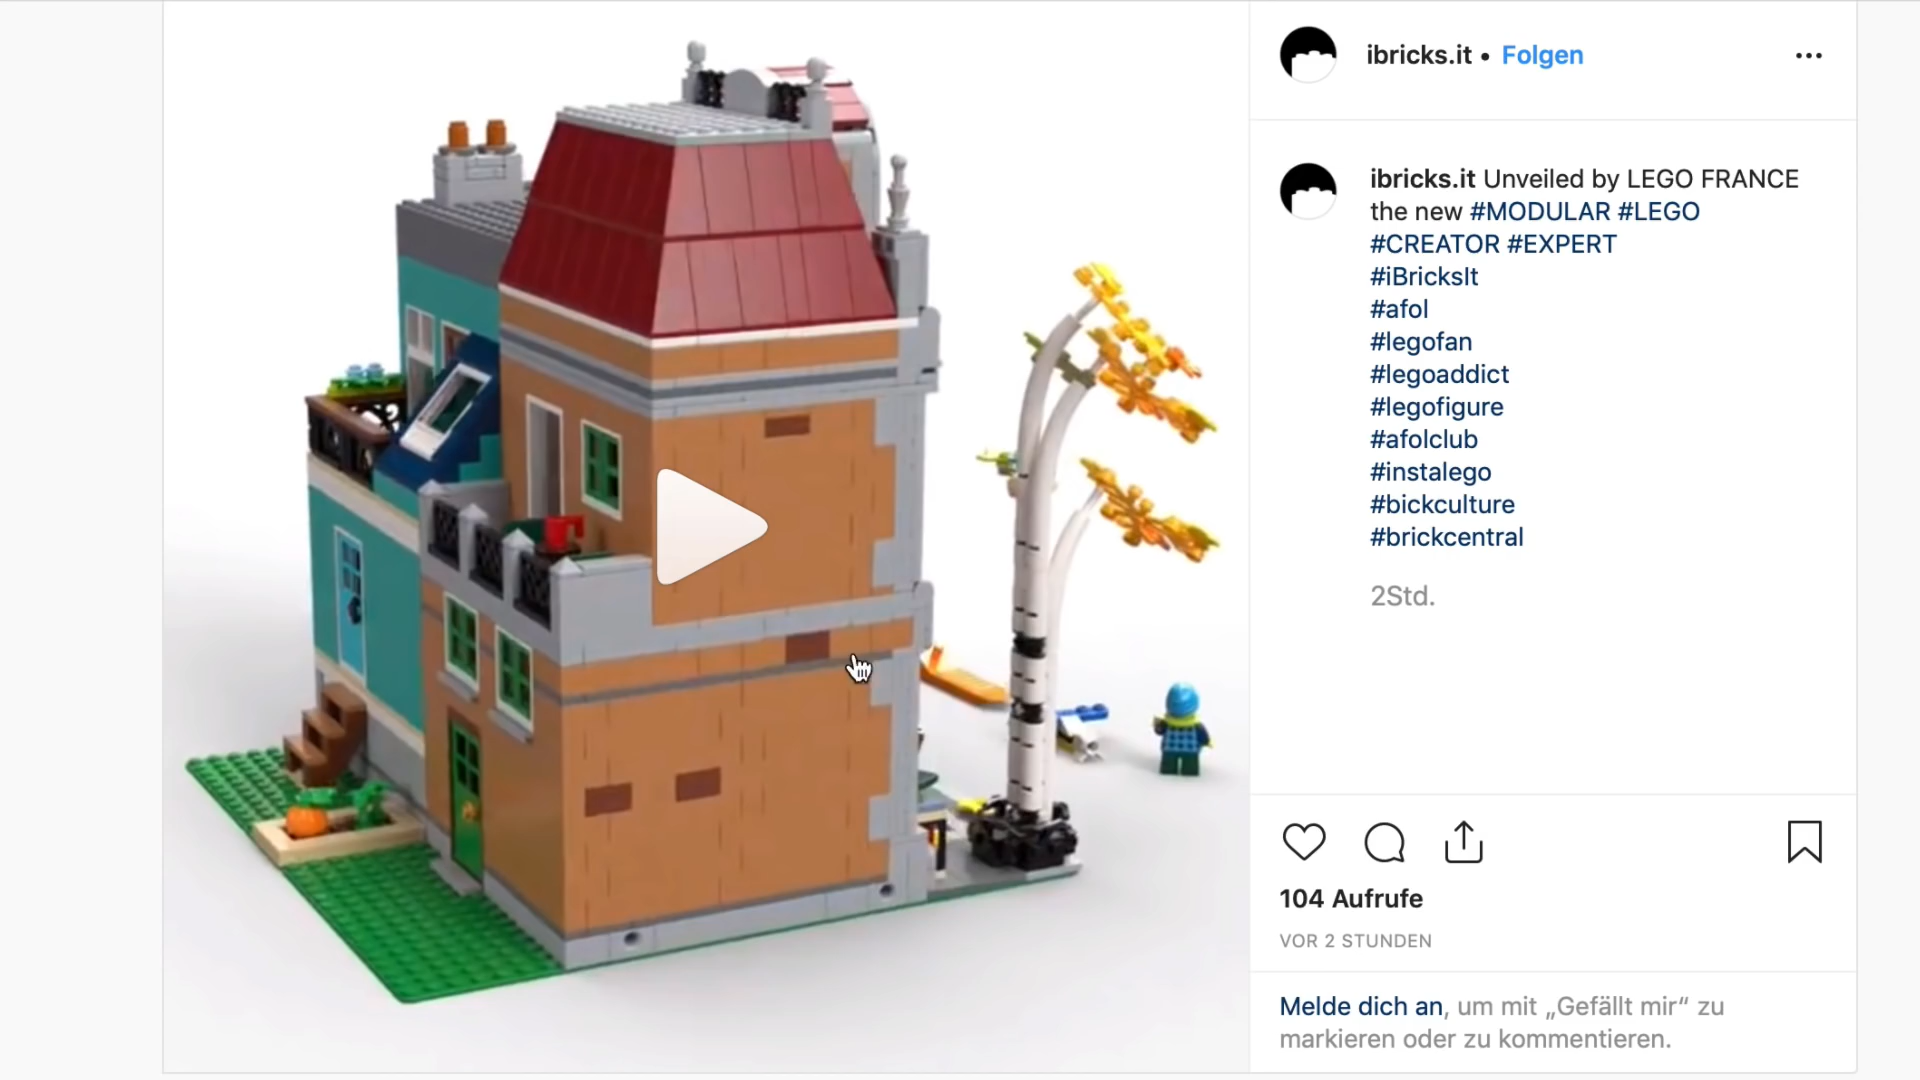 ibricks.it • Folgen
ibricks.it Unveiled by LEGO FRANCE
the new #MODULAR #LEGO
#CREATOR #EXPERT
#iBricksIt
#afol
#legofan
#legoaddict
#legofigure
#afolclub
#instalego
#bickculture
#brickcentral
2Std.
104 Aufrufe
VOR 2 STUNDEN
Melde dich an, um mit „Gefällt mir“ zu
markieren oder zu kommentieren.